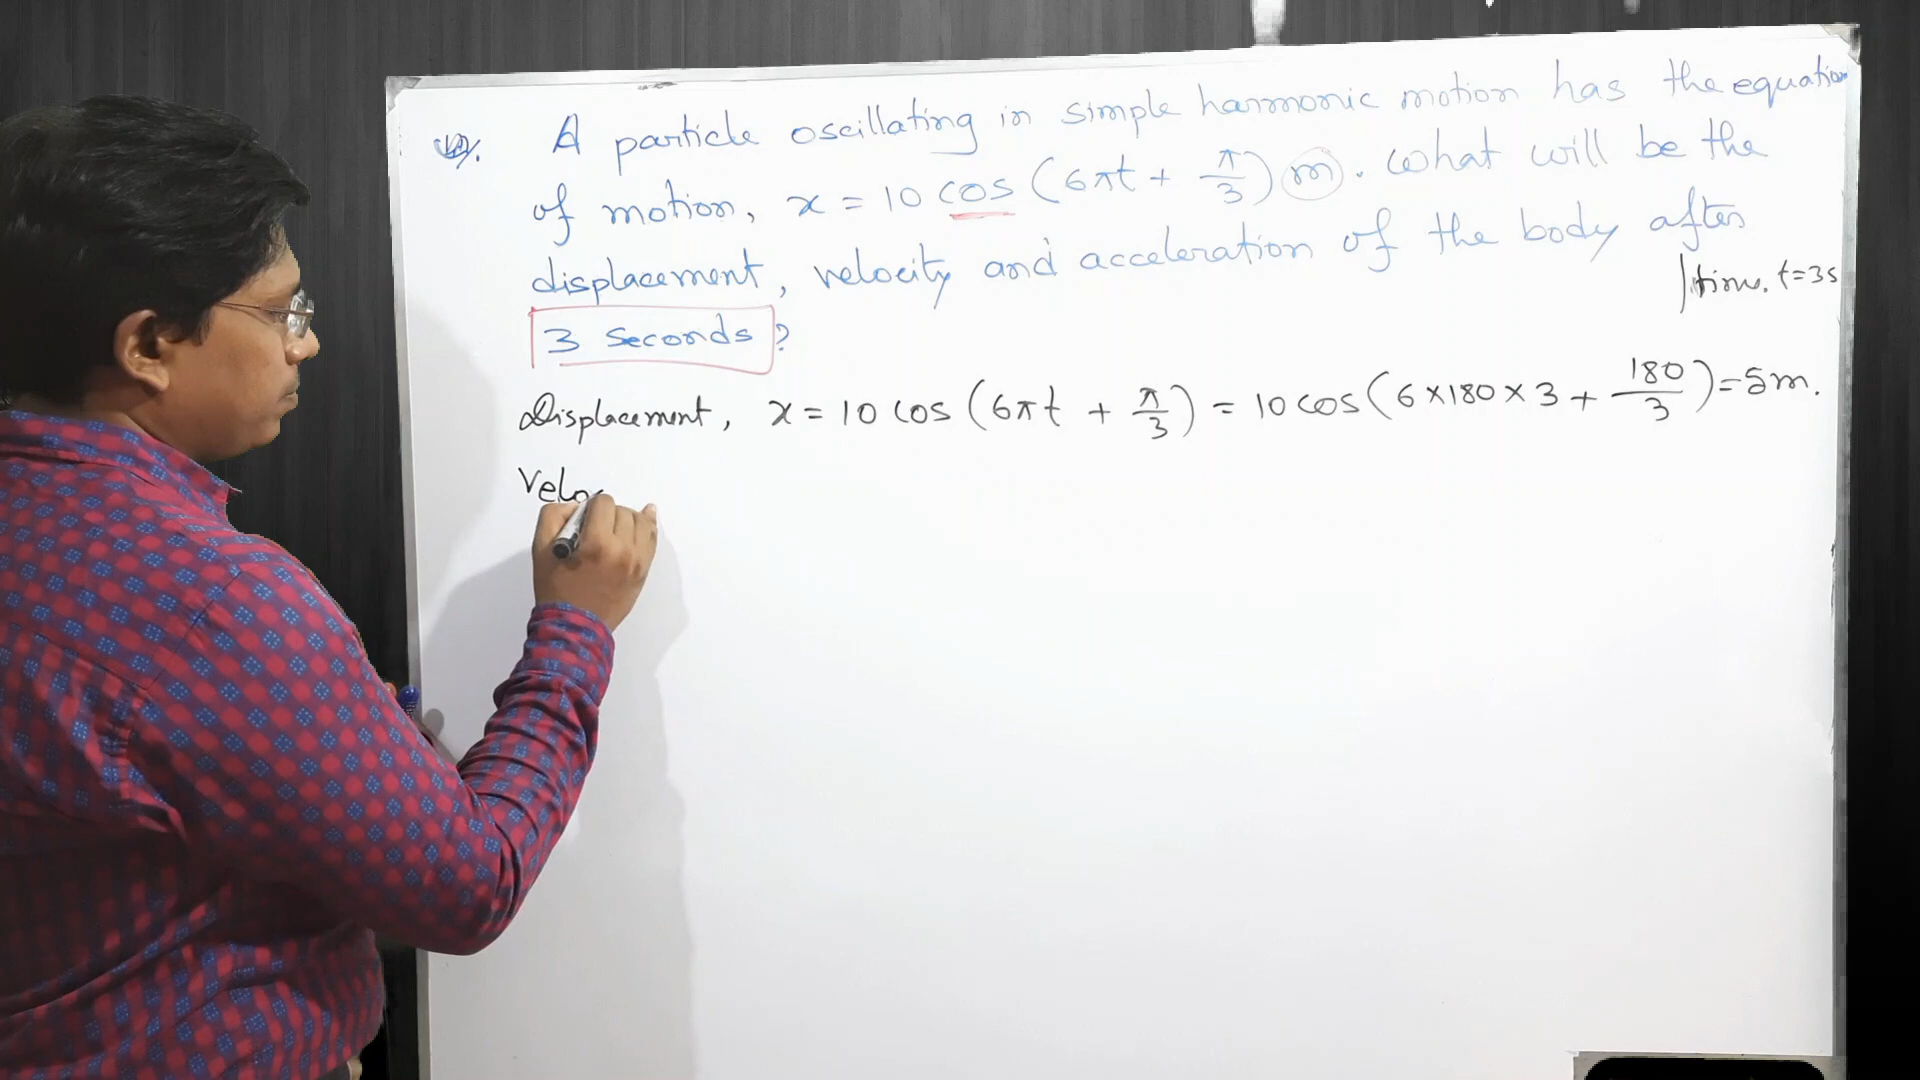 Q. A particle oscillating in simple harmonic motion has the equation
of motion, x = 10 cos (6πt + π/3) m. What will be the
displacement, velocity and acceleration of the body after
time, t=3s
3 seconds?
Displacement, x = 10 cos (6πt + π/3) = 10 cos (6×180×3 + 180/3) = 5m.
Velo